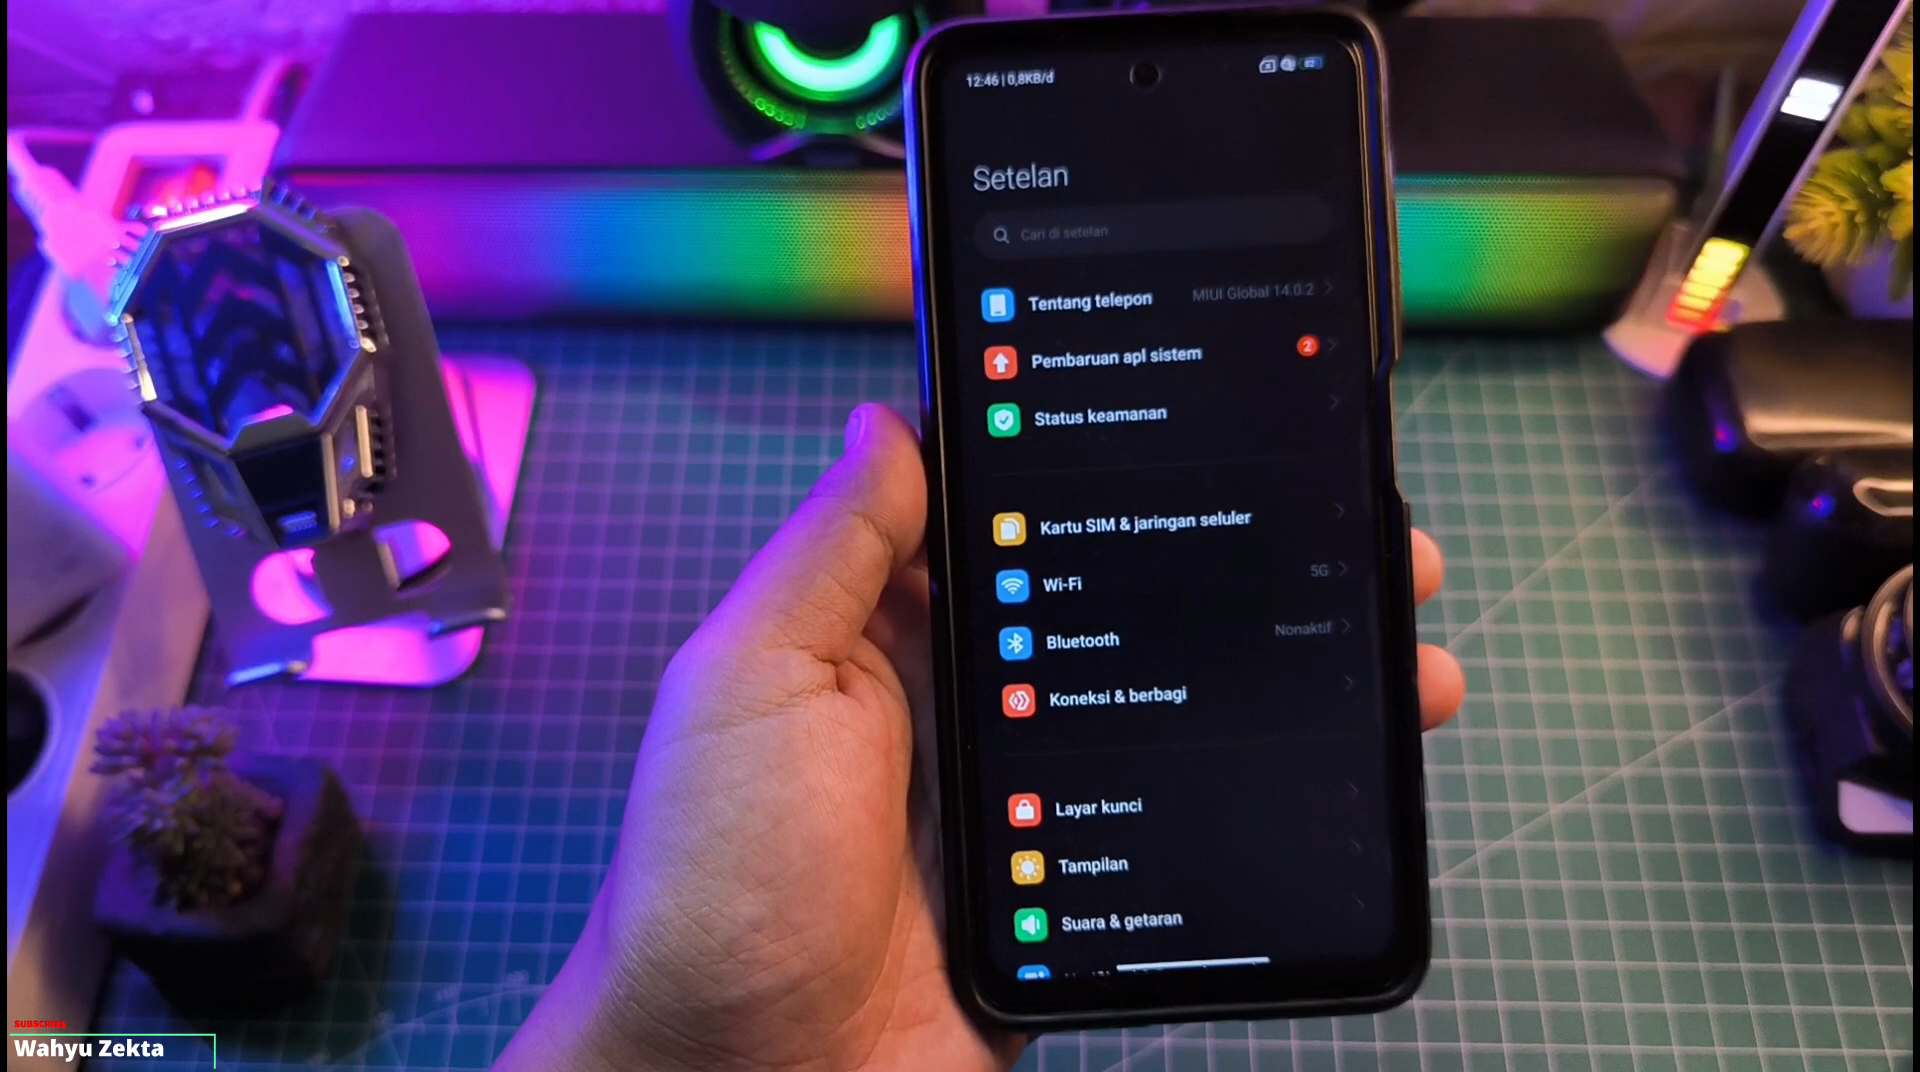 12:46 | 0,8KB/d
82
Setelan
Cari di setelan
Tentang telepon MIUI Global 14.0.2
Pembaruan apl sistem 2
Status keamanan
Kartu SIM & jaringan seluler
Wi-Fi 5G
Bluetooth Nonaktif
Koneksi & berbagi
Layar kunci
Tampilan
Suara & getaran
SUBSCRIBE
Wahyu Zekta